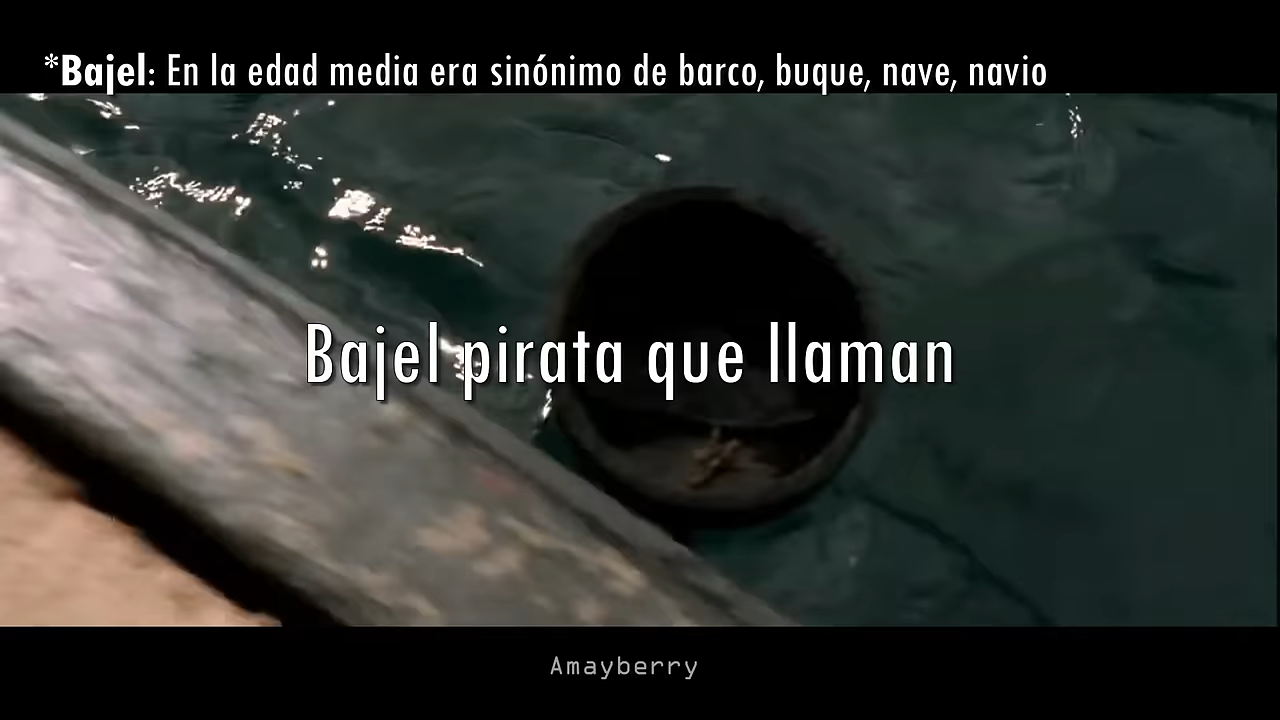 *Bajel: En la edad media era sinónimo de barco, buque, nave, navio
Bajel pirata que llaman
Amayberry